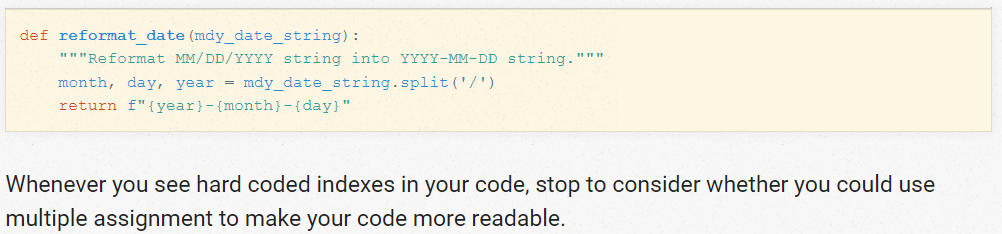 def reformat_date(mdy_date_string):
    """Reformat MM/DD/YYYY string into YYYY-MM-DD string."""
    month, day, year = mdy_date_string.split('/')
    return f"{year}-{month}-{day}"
Whenever you see hard coded indexes in your code, stop to consider whether you could use
multiple assignment to make your code more readable.